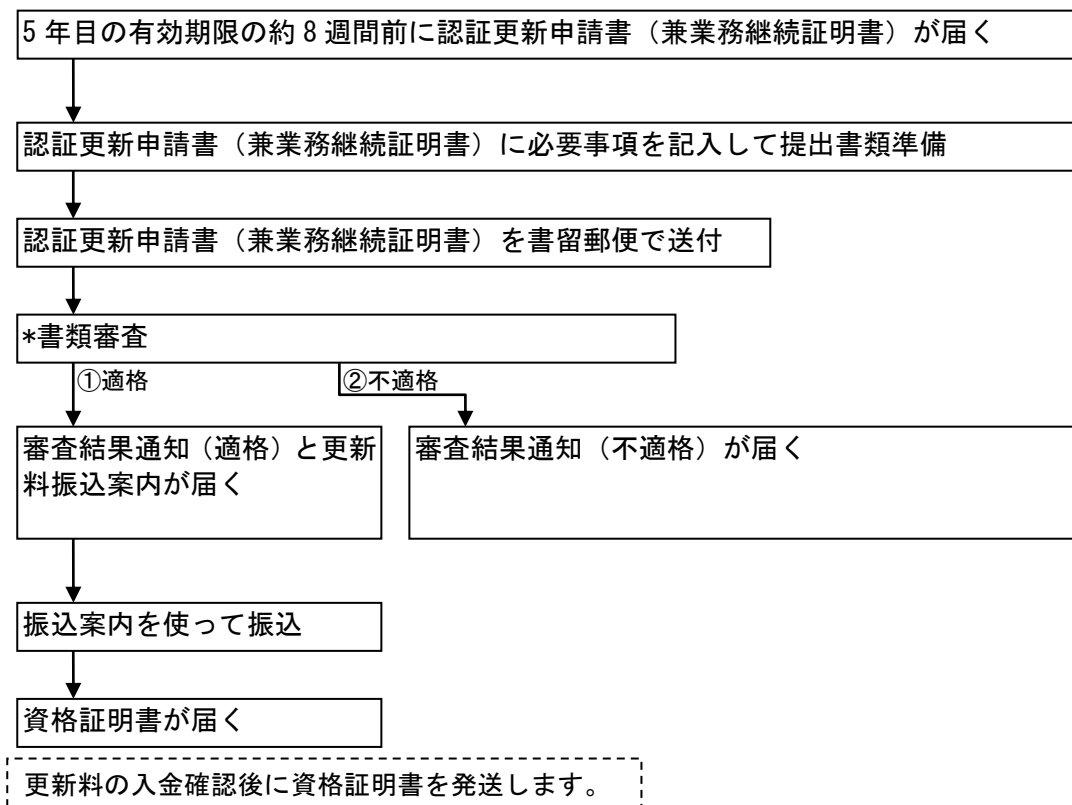 5年目の有効期限の約8週間前に認証更新申請書（兼業務継続証明書）が届く
認証更新申請書（兼業務継続証明書）に必要事項を記入して提出書類準備
認証更新申請書（兼業務継続証明書）を書留郵便で送付
*書類審査
①適格
②不適格
審査結果通知（適格）と更新
料振込案内が届く
審査結果通知（不適格）が届く
振込案内を使って振込
資格証明書が届く
更新料の入金確認後に資格証明書を発送します。